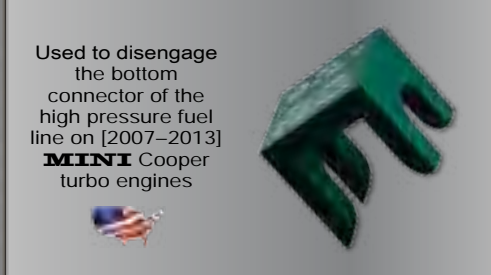 Used to disengage
the bottom
connector of the
high pressure fuel
line on [2007–2013]
MINI Cooper
turbo engines